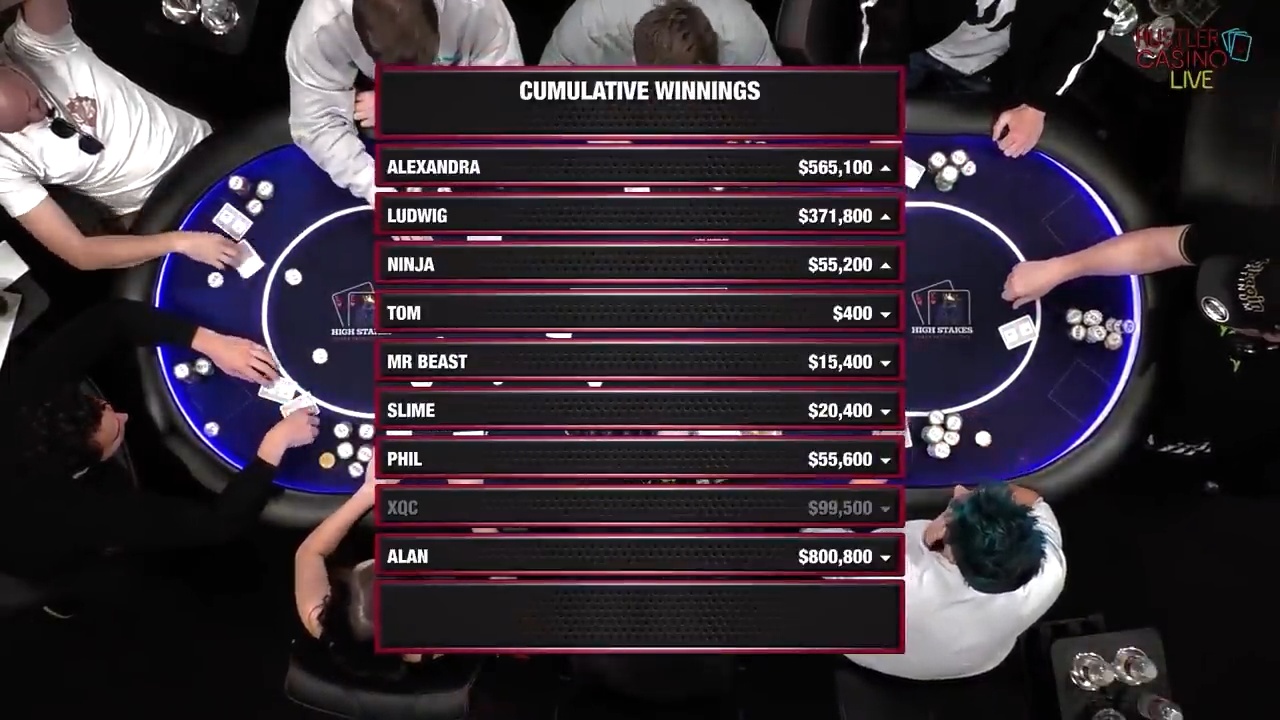 HUSTLER
CASINO
LIVE
CUMULATIVE WINNINGS
ALEXANDRA $565,100
LUDWIG $371,800
NINJA $55,200
TOM $400
MR BEAST $15,400
SLIME $20,400
PHIL $55,600
XQC $99,500
ALAN $800,800
HIGH STAKES
HIGH STAKES